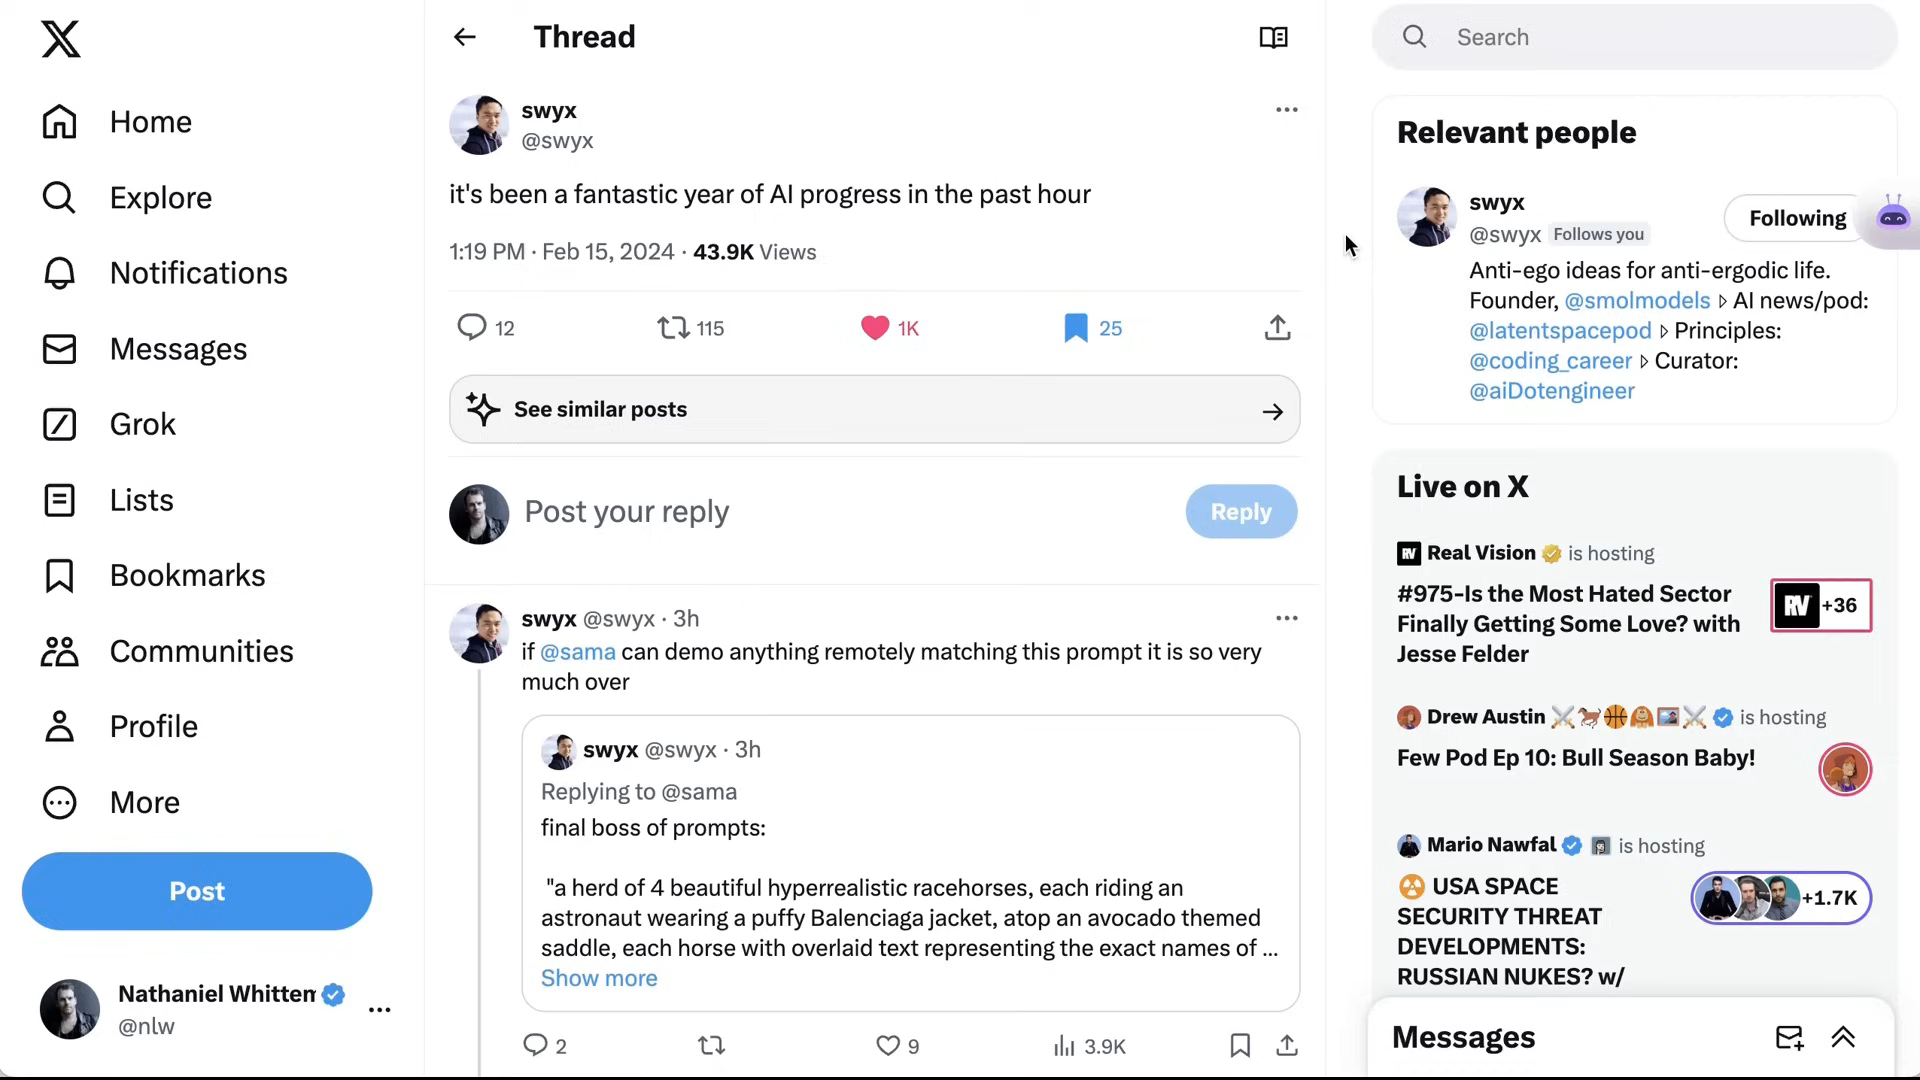 Home
Explore
Notifications
Messages
Grok
Lists
Bookmarks
Communities
Profile
More
Post
Nathaniel Whittem
@nlw
Thread
swyx
@swyx
it's been a fantastic year of AI progress in the past hour
1:19 PM · Feb 15, 2024 · 43.9K Views
12
115
1K
25
See similar posts
Post your reply
Reply
swyx @swyx · 3h
if @sama can demo anything remotely matching this prompt it is so very
much over
swyx @swyx · 3h
Replying to @sama
final boss of prompts:
"a herd of 4 beautiful hyperrealistic racehorses, each riding an
astronaut wearing a puffy Balenciaga jacket, atop an avocado themed
saddle, each horse with overlaid text representing the exact names of ...
Show more
2
9
3.9K
Search
Relevant people
swyx
@swyx Follows you
Following
Anti-ego ideas for anti-ergodic life.
Founder, @smolmodels ▹ AI news/pod:
@latentspacepod ▹ Principles:
@coding_career ▹ Curator:
@aiDotengineer
Live on X
RV Real Vision is hosting
#975-Is the Most Hated Sector
Finally Getting Some Love? with
Jesse Felder
RV +36
Drew Austin ⚔️🐎🏀🦧🖼️⚔️ is hosting
Few Pod Ep 10: Bull Season Baby!
Mario Nawfal is hosting
☢️ USA SPACE
SECURITY THREAT
DEVELOPMENTS:
RUSSIAN NUKES? w/
+1.7K
Messages